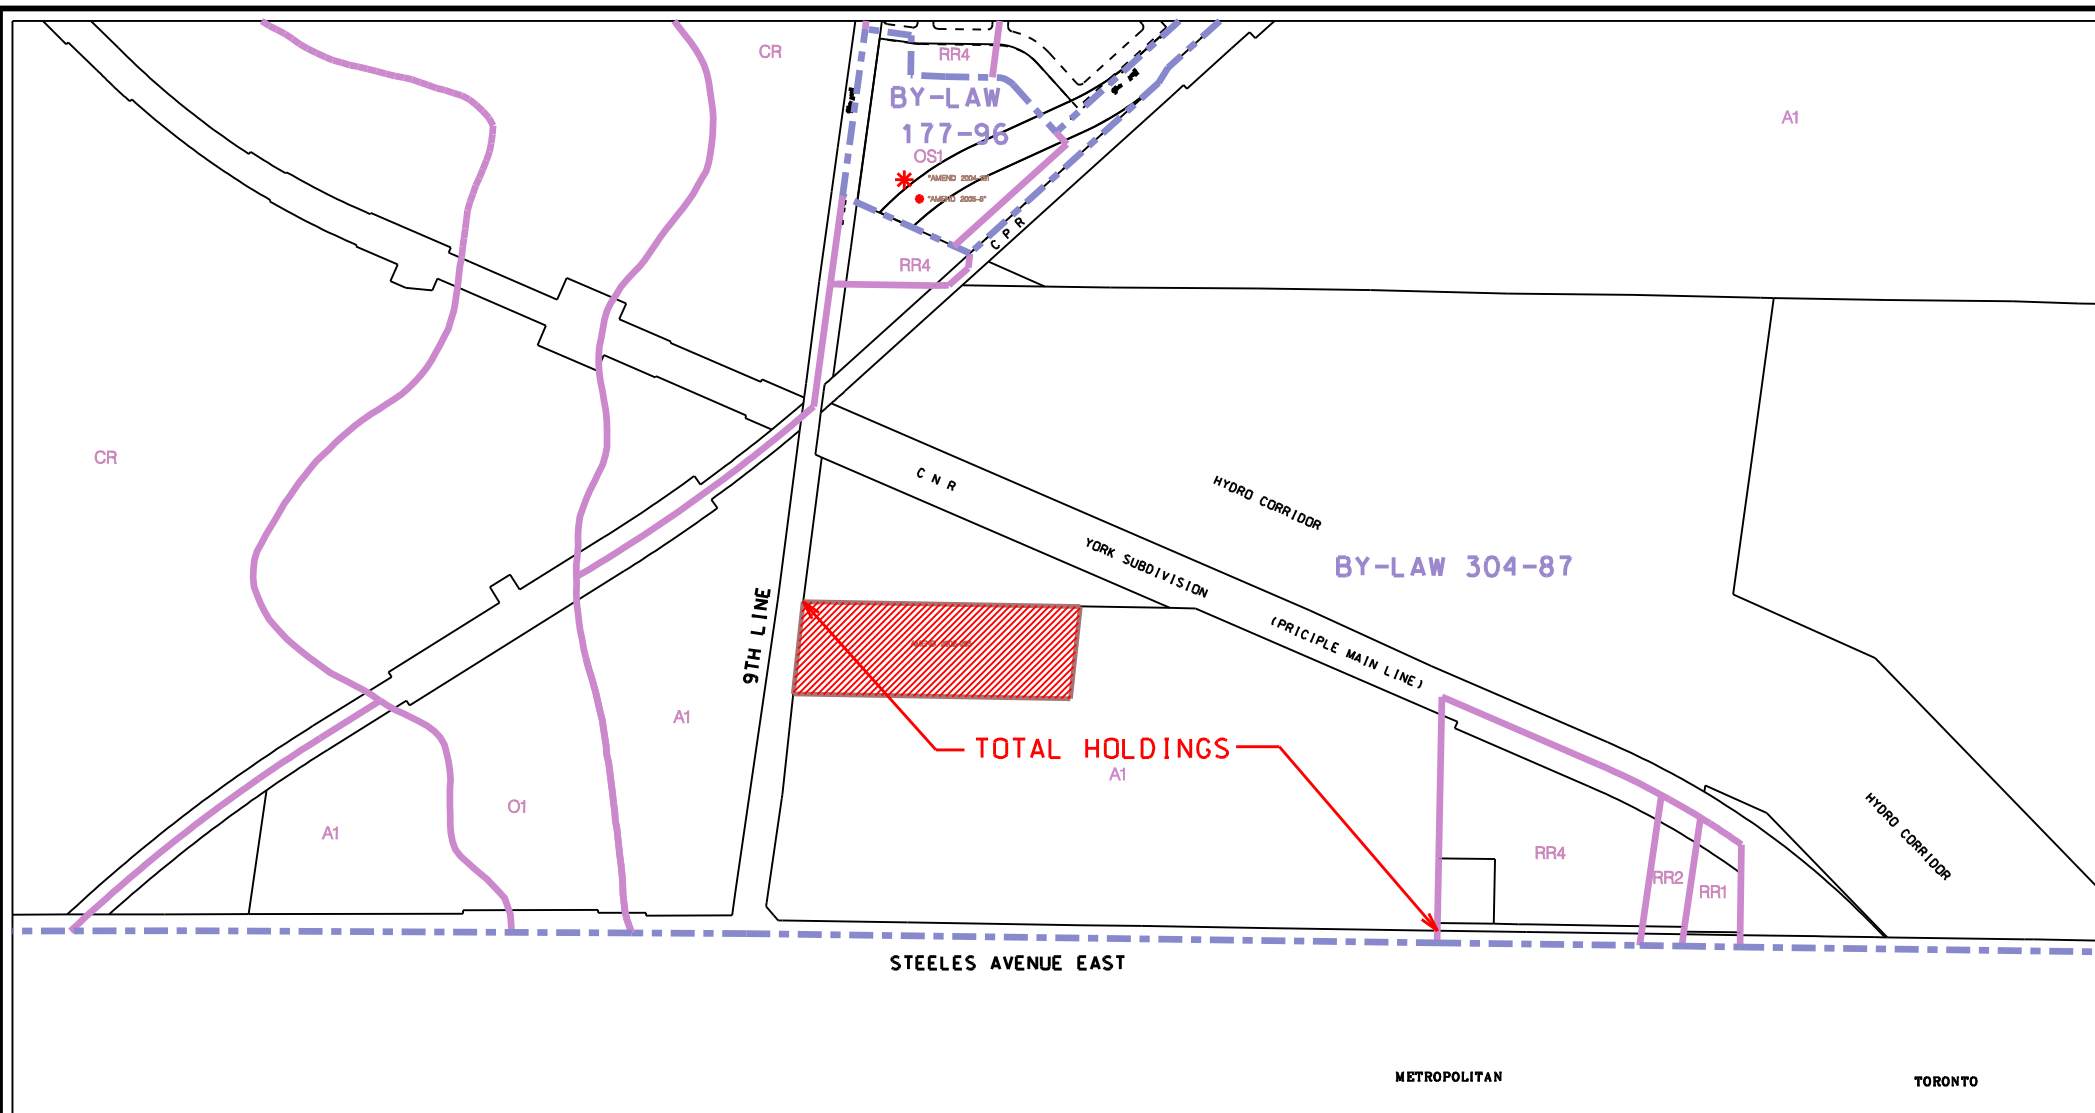 CR
RR4
BY-LAW
177-96
A1
OS1
RR4
C P R
CR
C N R
HYDRO CORRIDOR
YORK SUBDIVISION
BY-LAW 304-87
9TH LINE
(PRICIPLE MAIN LINE)
A1
TOTAL HOLDINGS
A1
O1
A1
RR4
RR2
RR1
HYDRO CORRIDOR
STEELES AVENUE EAST
METROPOLITAN
TORONTO